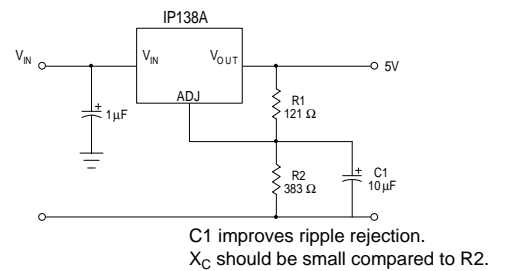 IP138A
V_IN
V_IN
V_OUT
5V
ADJ
+
1µF
R1
121 Ω
R2
383 Ω
+
C1
10µF
C1 improves ripple rejection.
X_C should be small compared to R2.